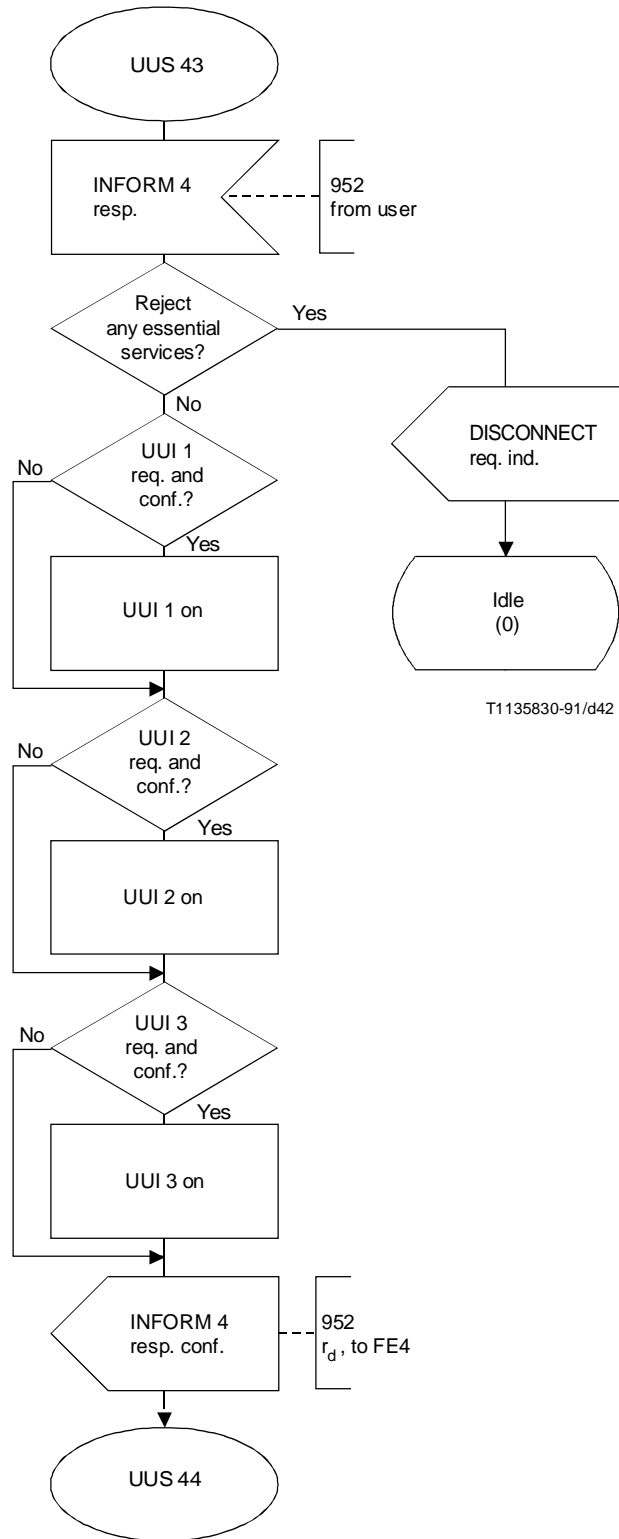 UUS 43
INFORM 4
resp.
952
from user
Reject
any essential
services?
Yes
No
DISCONNECT
req. ind.
Idle
(0)
T1135830-91/d42
UUI 1
req. and
conf.?
No
Yes
UUI 1 on
UUI 2
req. and
conf.?
No
Yes
UUI 2 on
UUI 3
req. and
conf.?
No
Yes
UUI 3 on
INFORM 4
resp. conf.
952
rd , to FE4
UUS 44